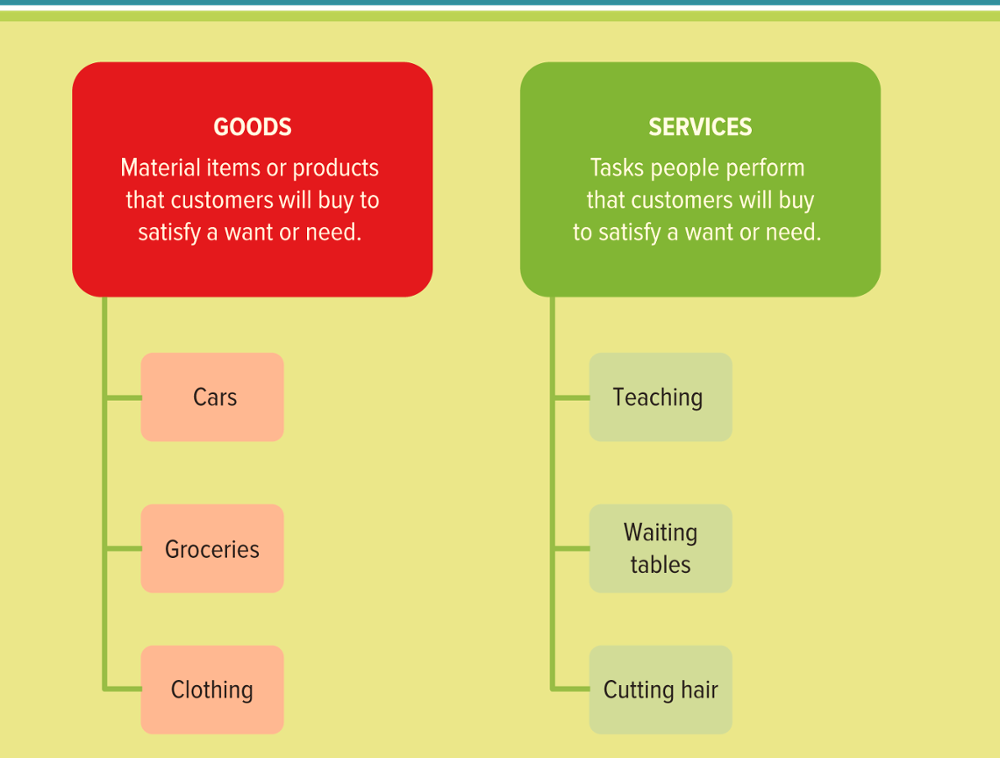 GOODS
Material items or products
that customers will buy to
satisfy a want or need.
Cars
Groceries
Clothing
SERVICES
Tasks people perform
that customers will buy
to satisfy a want or need.
Teaching
Waiting
tables
Cutting hair